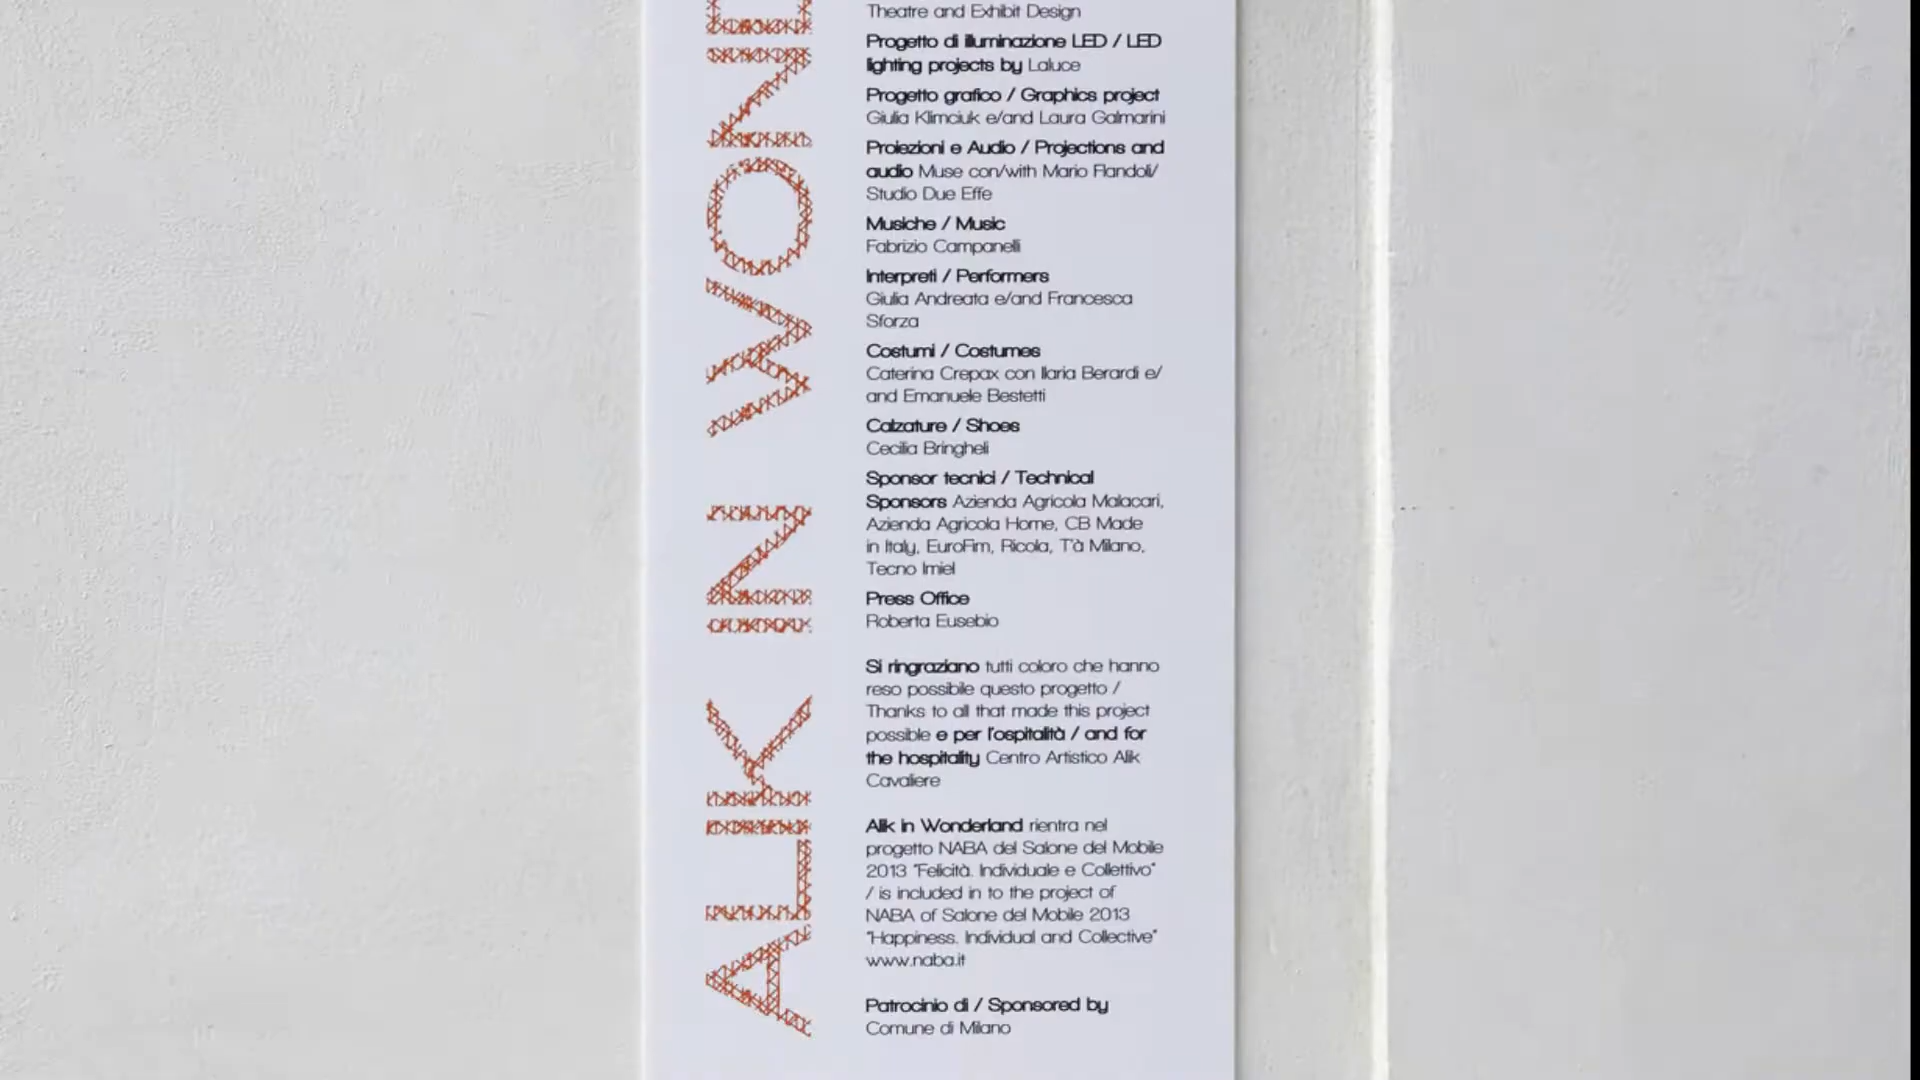 ALIK IN WOND
Theatre and Exhibit Design
Progetto di illuminazione LED / LED
lighting projects by Laluce
Progetto grafico / Graphics project
Giulia Klimciuk e/and Laura Galmarini
Proiezioni e Audio / Projections and
audio Muse con/with Mario Flandoli/
Studio Due Effe
Musiche / Music
Fabrizio Campanelli
Interpreti / Performers
Giulia Andreata e/and Francesca
Sforza
Costumi / Costumes
Caterina Crepax con Ilaria Berardi e/
and Emanuele Bestetti
Calzature / Shoes
Cecilia Bringheli
Sponsor tecnici / Technical
Sponsors Azienda Agricola Malacari,
Azienda Agricola Home, CB Made
in Italy, EuroFim, Ricola, T'à Milano,
Tecno Imiel
Press Office
Roberta Eusebio
Si ringraziano tutti coloro che hanno
reso possibile questo progetto /
Thanks to all that made this project
possible e per l'ospitalità / and for
the hospitality Centro Artistico Alik
Cavaliere
Alik in Wonderland rientra nel
progetto NABA del Salone del Mobile
2013 "Felicità. Individuale e Collettivo"
/ is included in to the project of
NABA of Salone del Mobile 2013
"Happiness. Individual and Collective"
www.naba.it
Patrocinio di / Sponsored by
Comune di Milano